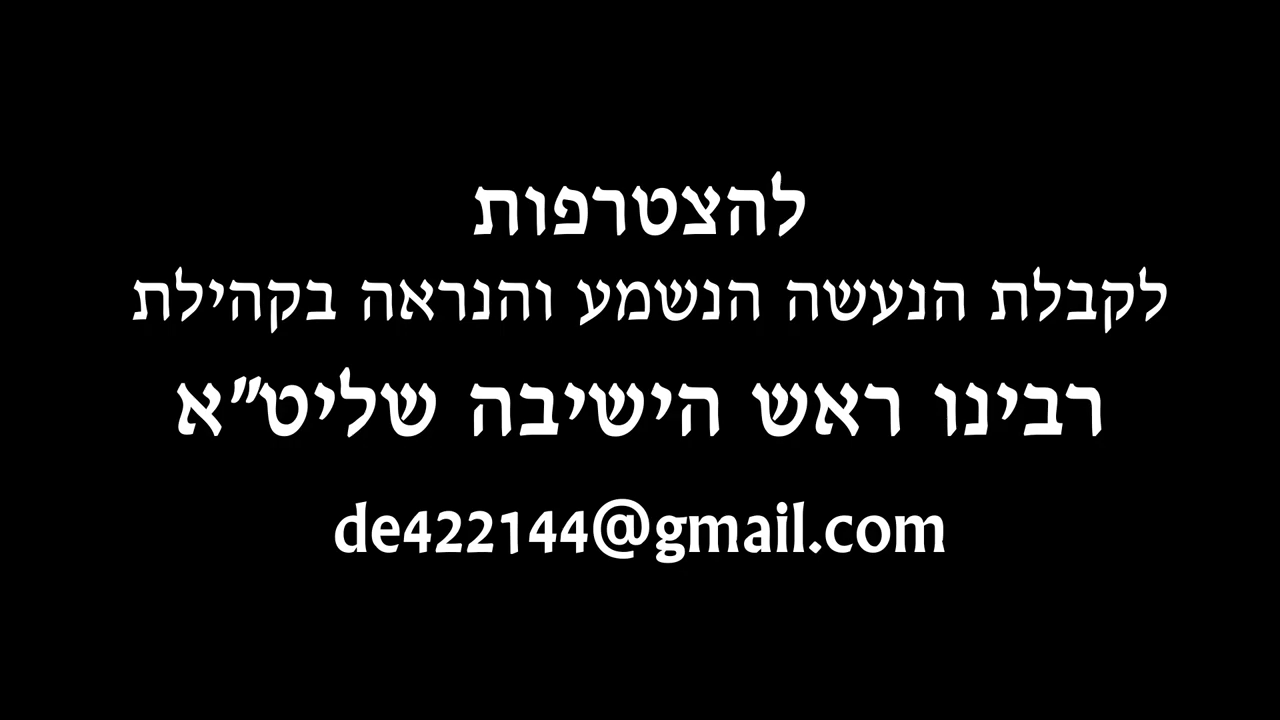 להצטרפות
לקבלת הנעשה הנשמע והנראה בקהילת
רבינו ראש הישיבה שליט"א
de422144@gmail.com